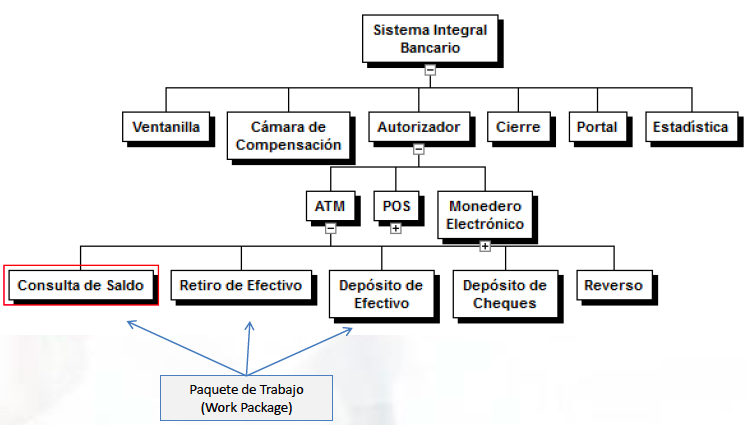 Sistema Integral
Bancario
Ventanilla
Cámara de
Compensación
Autorizador
Cierre
Portal
Estadística
ATM
POS
Monedero
Electrónico
Consulta de Saldo
Retiro de Efectivo
Depósito de
Efectivo
Depósito de
Cheques
Reverso
Paquete de Trabajo
(Work Package)